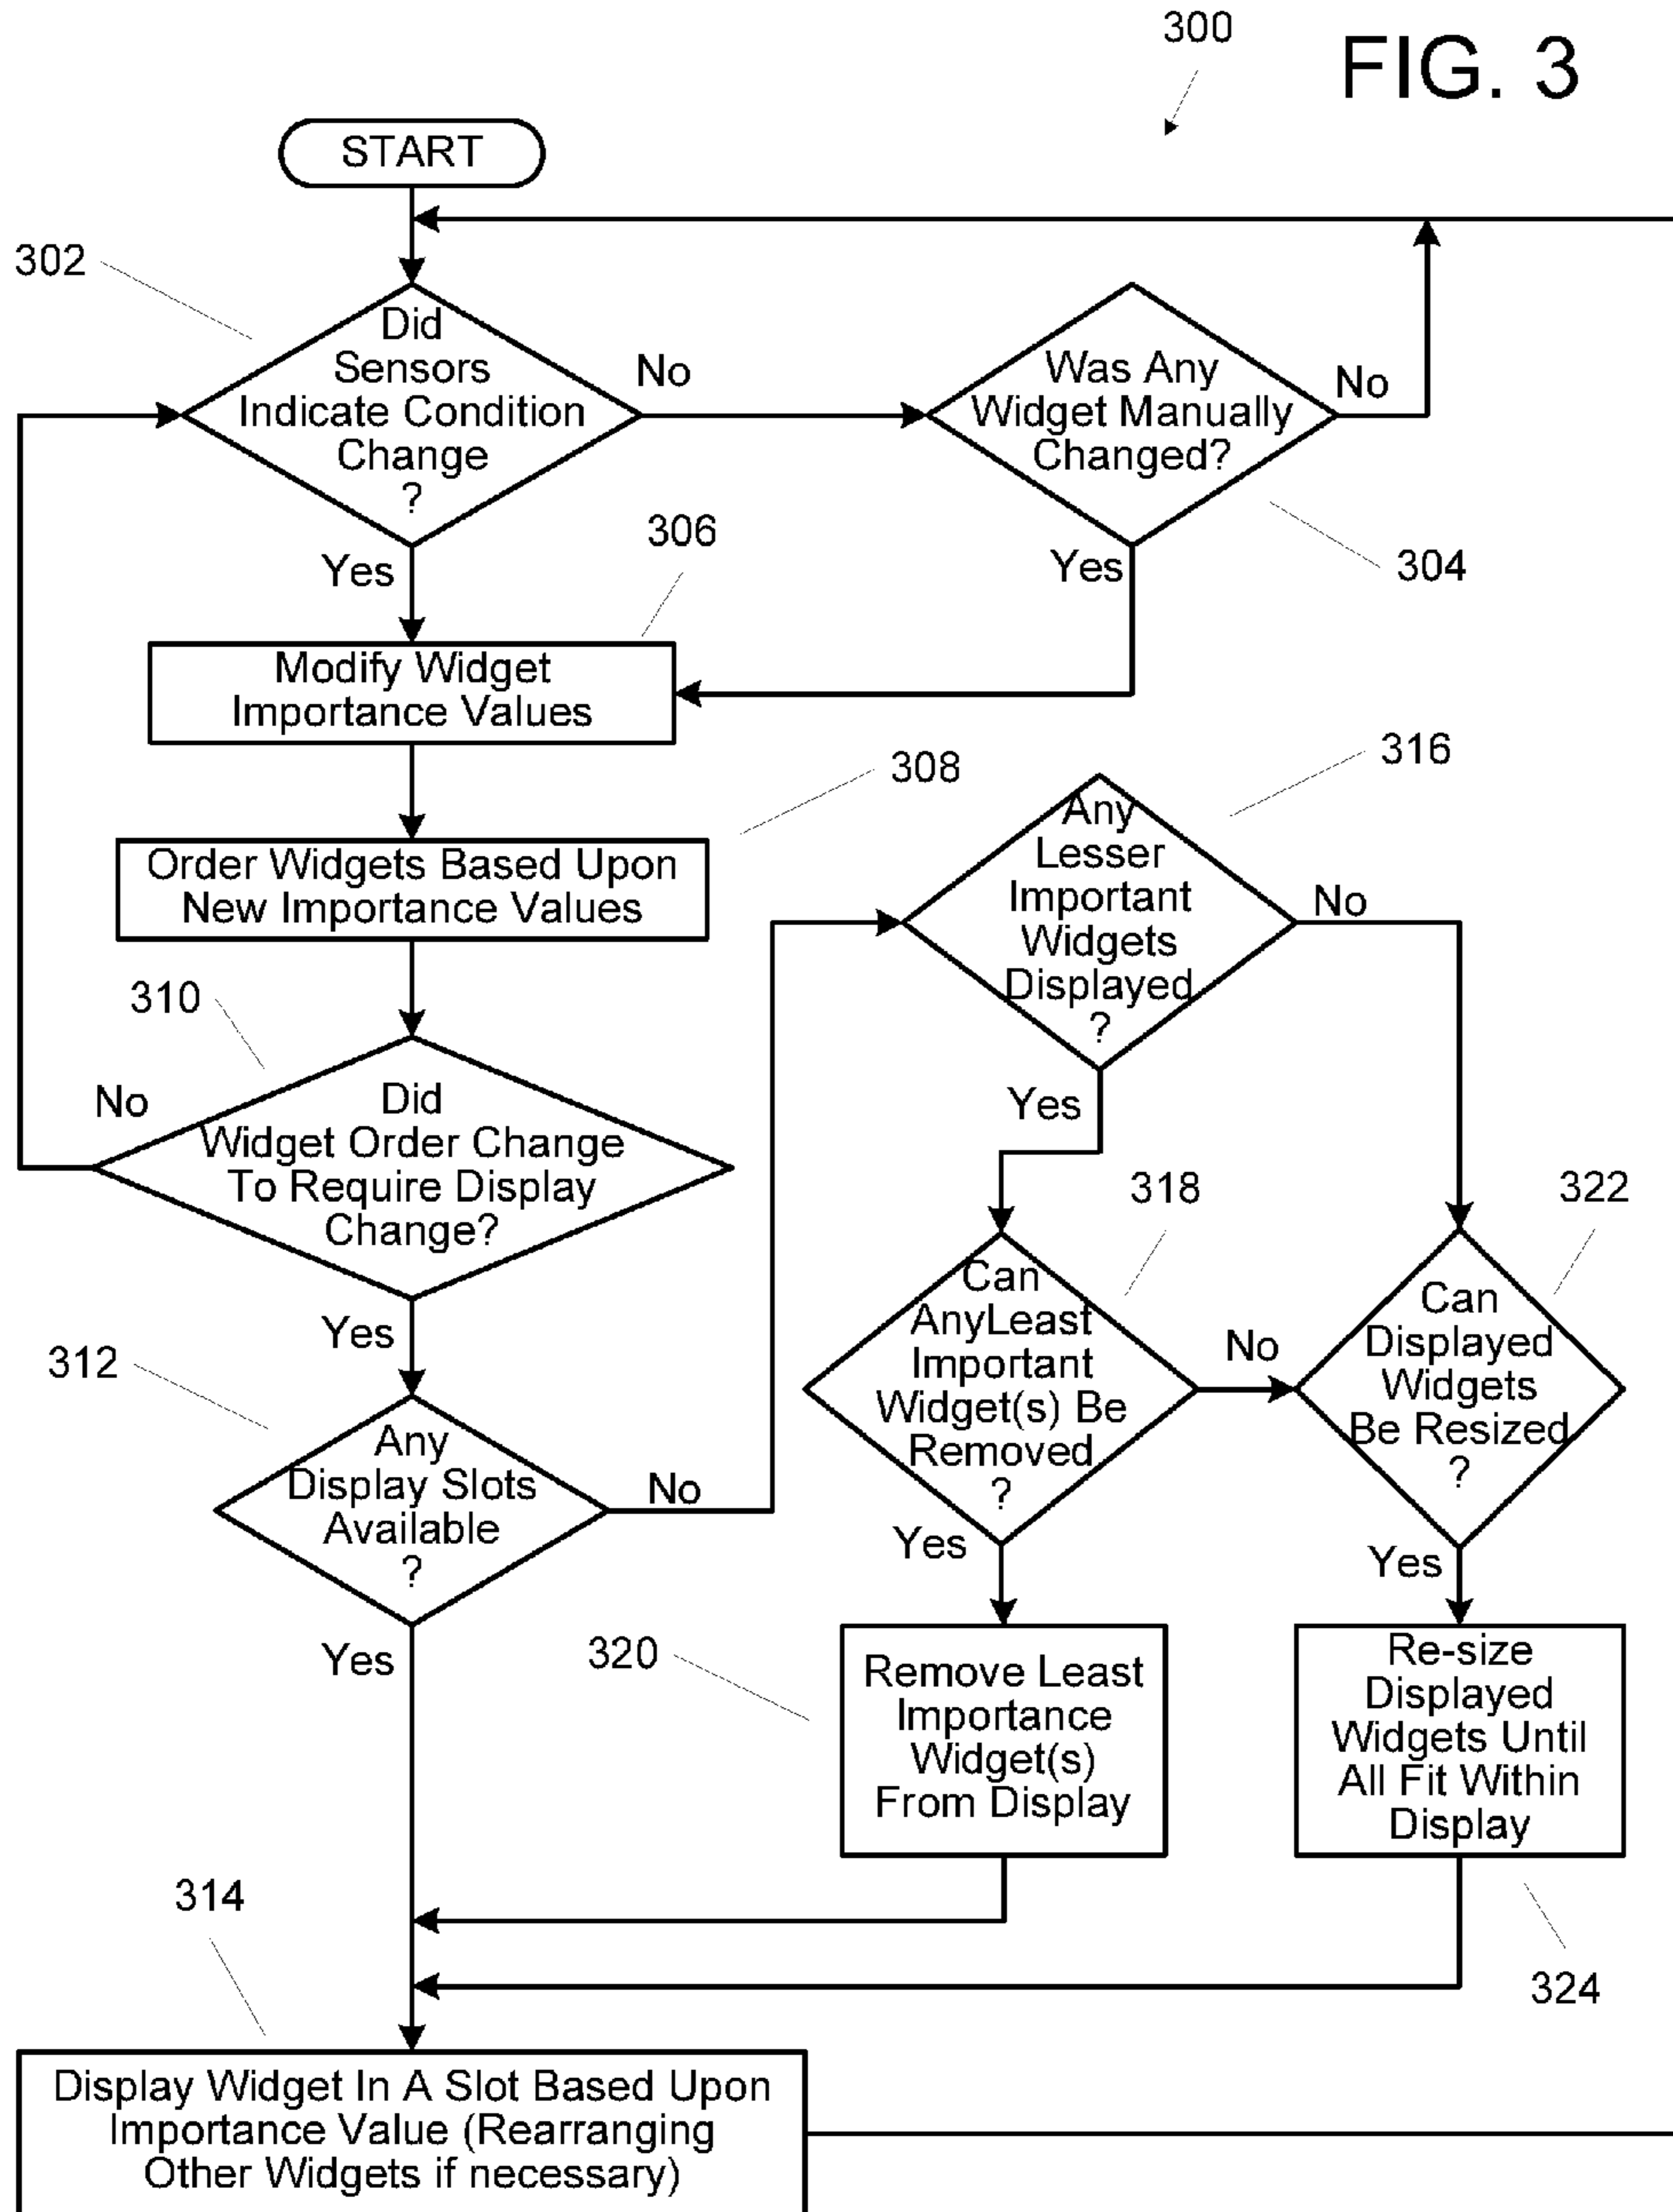 300
FIG. 3
START
302
Did
Sensors
Indicate Condition
Change
?
No
Was Any
Widget Manually
Changed?
No
Yes
306
Yes
304
Modify Widget
Importance Values
308
316
Order Widgets Based Upon
New Importance Values
Any
Lesser
Important
Widgets
Displayed
?
No
310
No
Did
Widget Order Change
To Require Display
Change?
Yes
318
322
Yes
312
Can
AnyLeast
Important
Widget(s) Be
Removed
?
No
Can
Displayed
Widgets
Be Resized
?
Any
Display Slots
Available
?
No
Yes
Yes
Yes
320
Remove Least
Importance
Widget(s)
From Display
Re-size
Displayed
Widgets Until
All Fit Within
Display
314
324
Display Widget In A Slot Based Upon
Importance Value (Rearranging
Other Widgets if necessary)